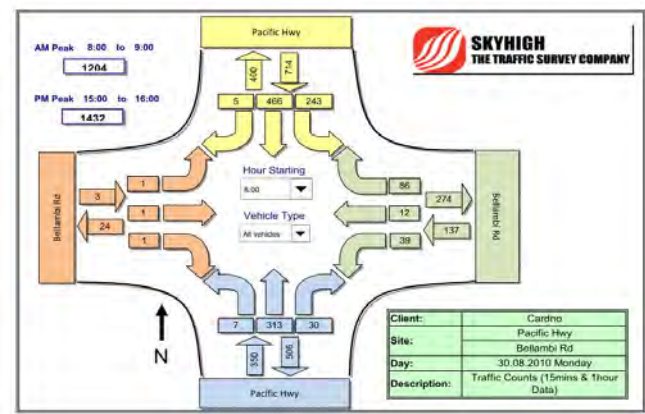 Pacific Hwy
SKYHIGH
THE TRAFFIC SURVEY COMPANY
AM Peak 8:00 to 9:00
1204
PM Peak 15:00 to 16:00
1432
400
714
5 466 243
Hour Starting
8:00
Vehicle Type
All vehicles
Bellambi Rd
3
24
1
1
1
86
12
39
274
137
Bellambi Rd
7 313 30
350
506
Pacific Hwy
N
Client: Cardno
Site: Pacific Hwy
Bellambi Rd
Day: 30.08.2010 Monday
Description: Traffic Counts (15mins & 1hour
Data)